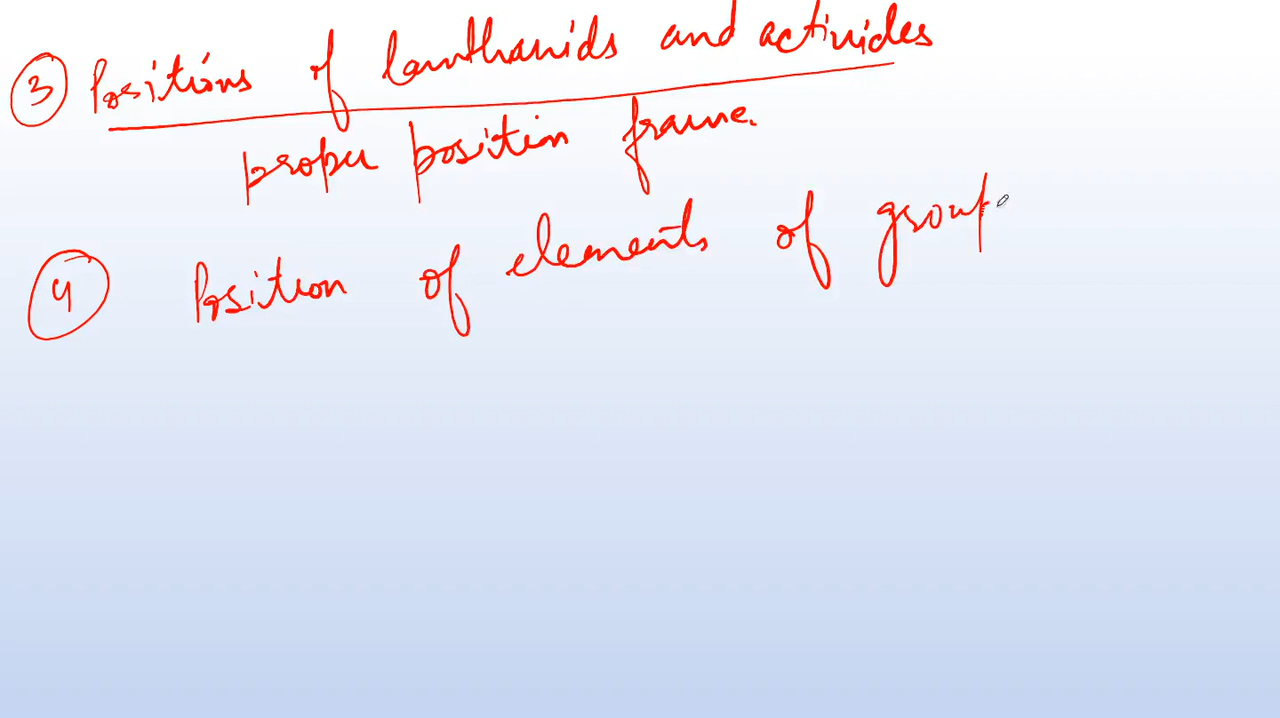 ③ Positions of lanthanids and actinides
proper position frame.
④ Position of elements of group